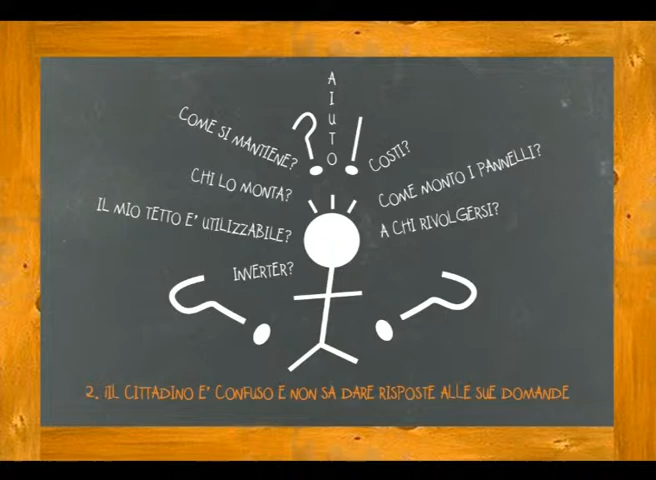 AIUTO
COME SI MANTIENE?
COSTI?
CHI LO MONTA?
COME MONTO I PANNELLI?
IL MIO TETTO E' UTILIZZABILE?
A CHI RIVOLGERSI?
INVERTER?
2. IIL CITTADINO E' CONFUSO E NON SA DARE RISPOSTE ALLE SUE DOMANDE